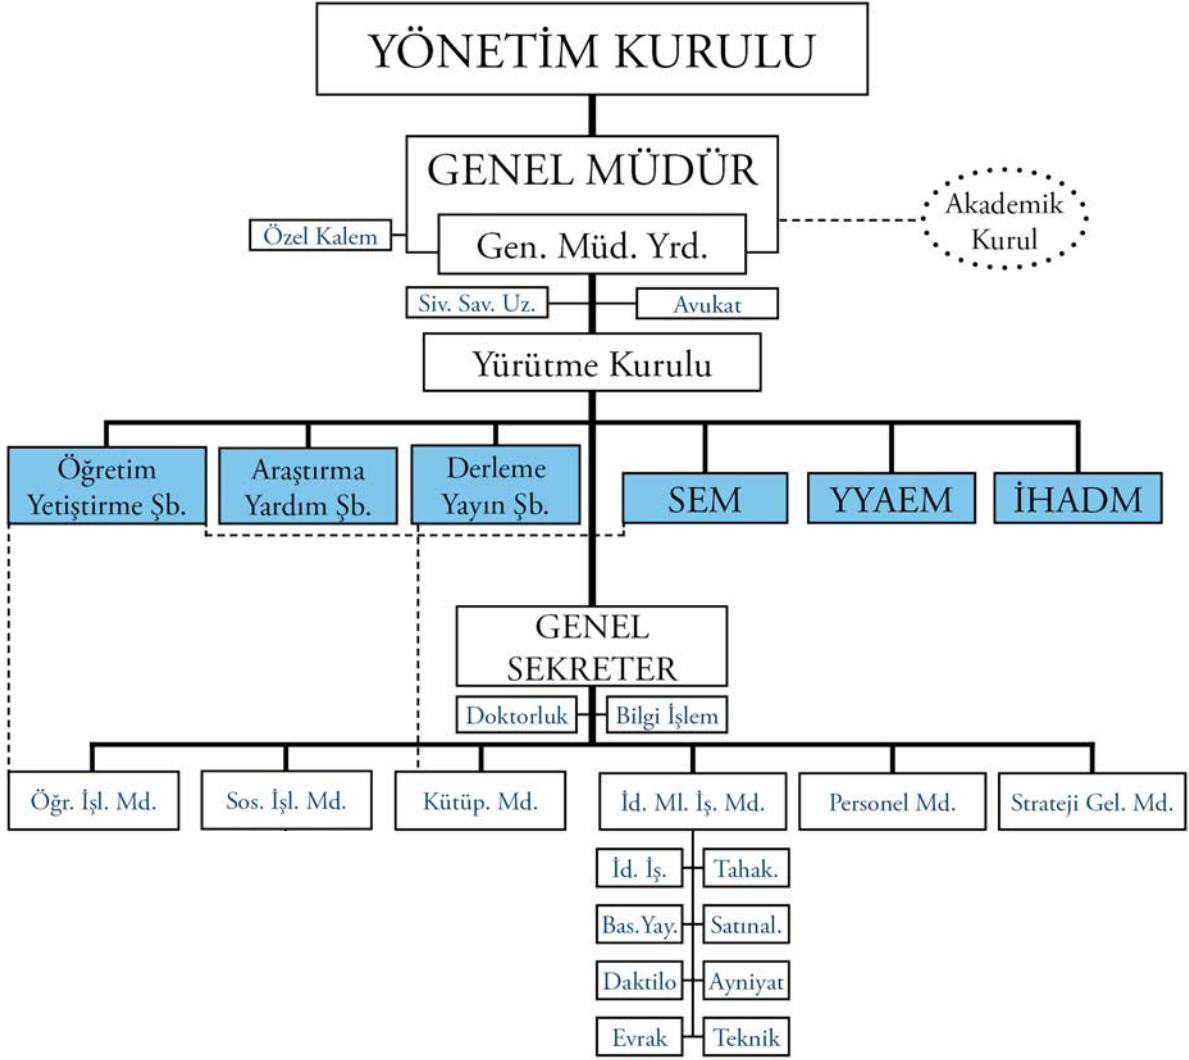 YÖNETİM KURULU
GENEL MÜDÜR
Özel Kalem
Gen. Müd. Yrd.
Akademik
Kurul
Siv. Sav. Uz.
Avukat
Yürütme Kurulu
Öğretim
Yetiştirme Şb.
Araştırma
Yardım Şb.
Derleme
Yayın Şb.
SEM
YYAEM
İHADM
GENEL
SEKRETER
Doktorluk
Bilgi İşlem
Öğr. İşl. Md.
Sos. İşl. Md.
Kütüp. Md.
İd. Ml. İş. Md.
Personel Md.
Strateji Gel. Md.
İd. İş.
Tahak.
Bas.Yay.
Satınal.
Daktilo
Ayniyat
Evrak
Teknik